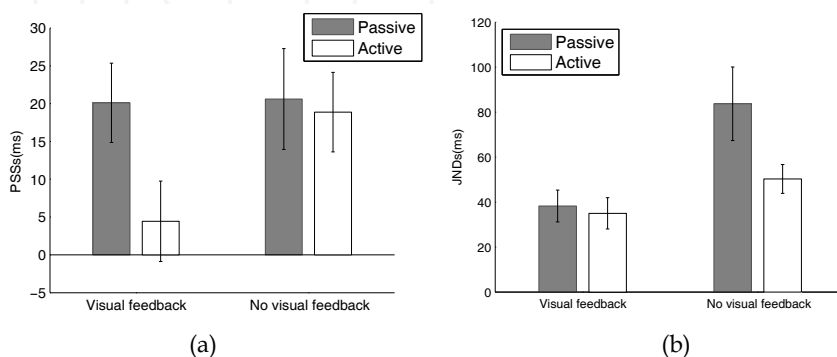 30
25
20
15
10
5
0
−5
PSSs(ms)
Passive
Active
Visual feedback
No visual feedback
(a)
120
100
80
60
40
20
0
JNDs(ms)
Passive
Active
Visual feedback
No visual feedback
(b)